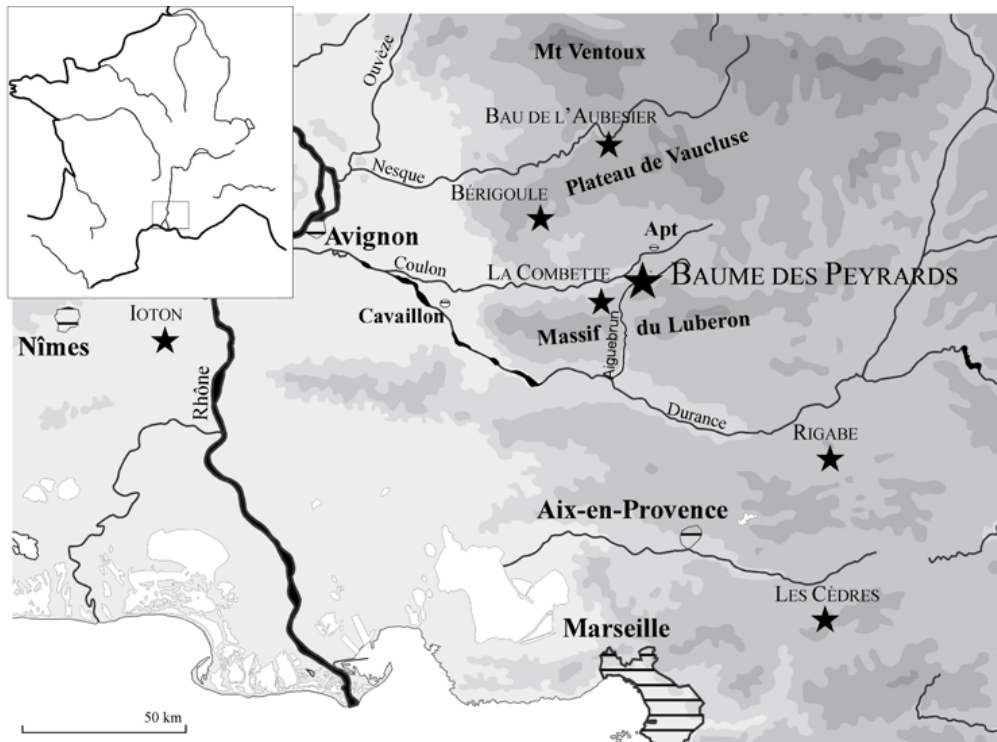 Ouvèze
Mt Ventoux
BAU DE L'AUBESIER
Nesque
Plateau de Vaucluse
BÉRIGOULE
Avignon
Apt
Coulon
LA COMBETTE
BAUME DES PEYRARDS
Cavaillon
IOTON
Nîmes
Massif du Luberon
Aiguebrun
Rhône
Durance
RIGABE
Aix-en-Provence
LES CÈDRES
Marseille
50 km